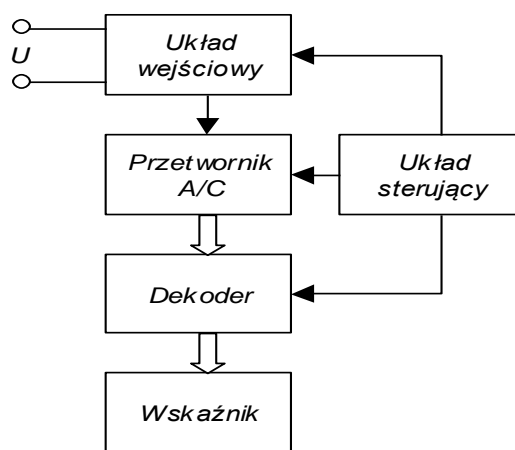 U
Układ
wejściowy
Przetwornik
A/C
Układ
sterujący
Dekoder
Wskaźnik